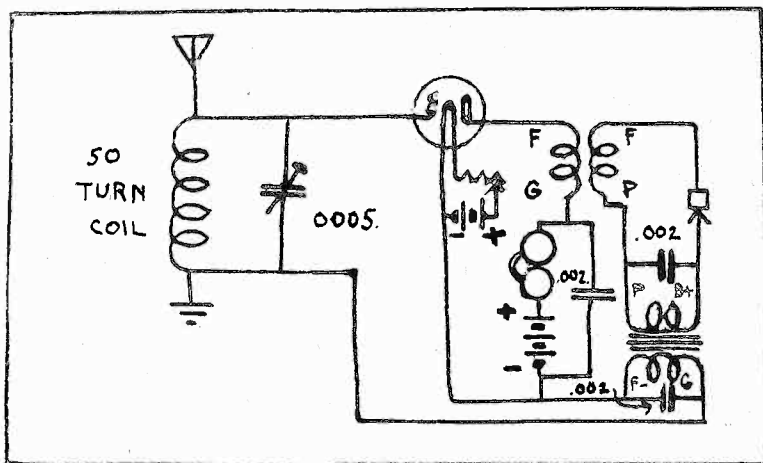 50
TURN
COIL
.0005.
F
F
G
P
- +
.002
.002.
P
B+
+
-
F-
G
.002